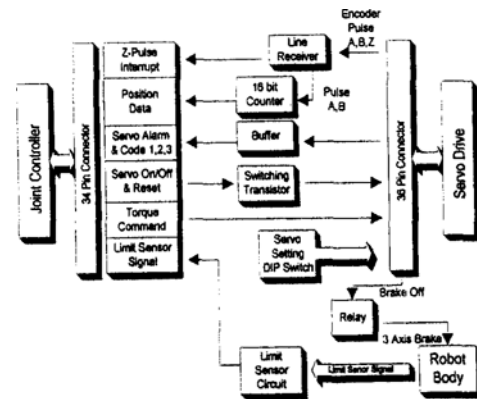 Encoder
Pulse
A,B,Z
Z-Pulse
Interrupt
Line
Receiver
Position
Data
16 bit
Counter
Pulse
A,B
Servo Alarm
& Code 1,2,3
Buffer
Servo On/Off
& Reset
Switching
Transistor
Torque
Command
Limit Sensor
Signal
Servo
Setting
DIP Switch
Joint Controller
34 Pin Connector
36 Pin Connector
Servo Drive
Brake Off
Relay
3 Axis Brake
Limit
Sensor
Circuit
Limit Senor Signal
Robot
Body